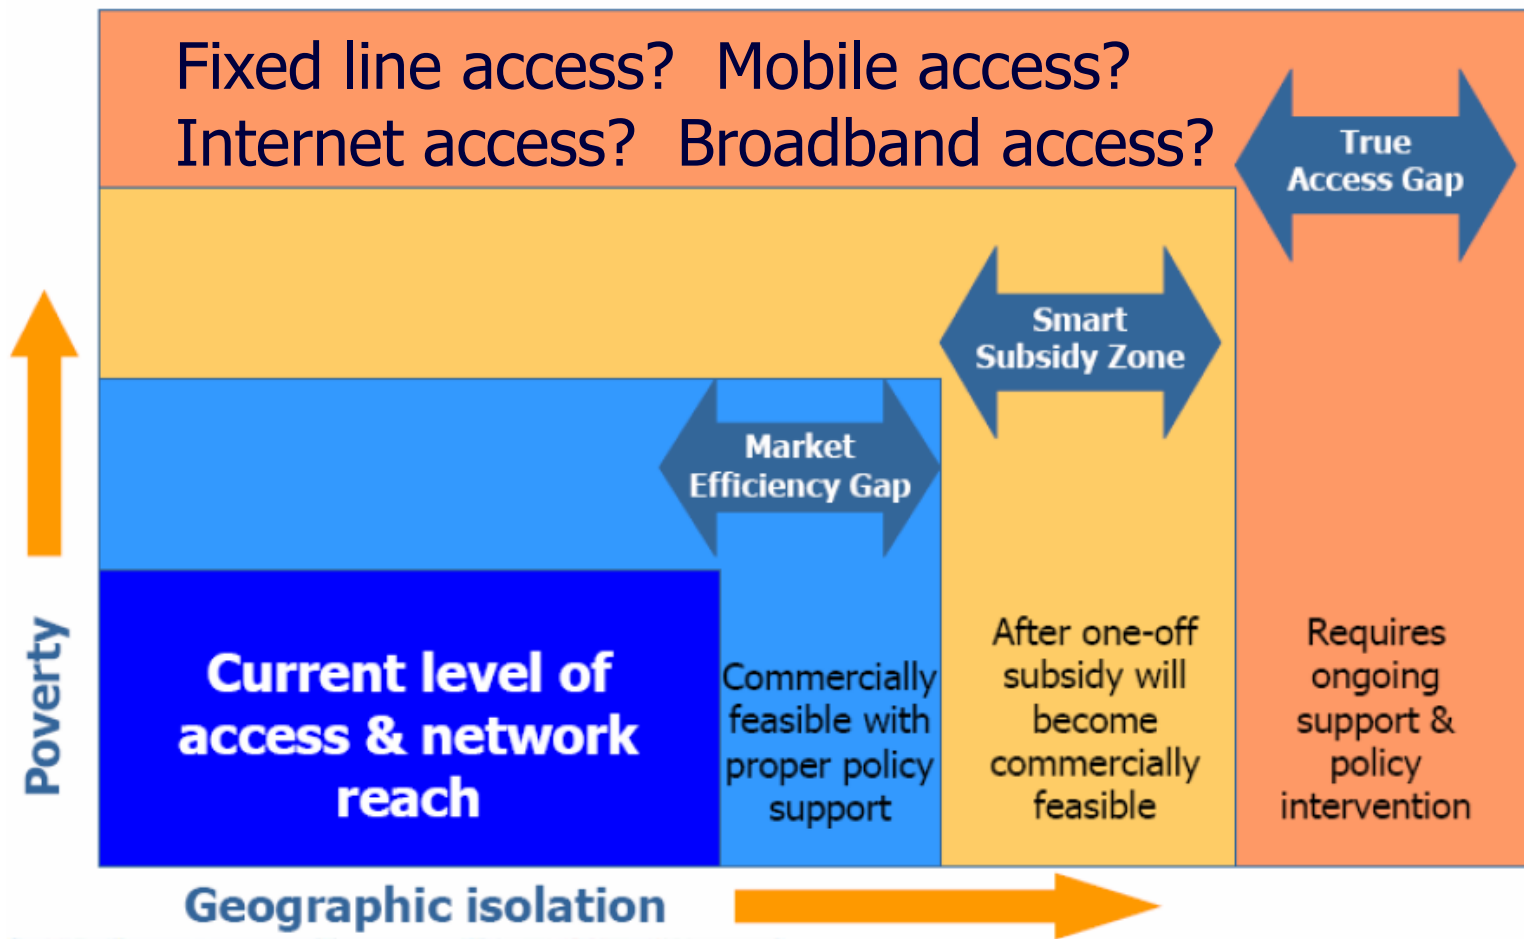 Fixed line access? Mobile access?
Internet access? Broadband access?
True
Access Gap
Smart
Subsidy Zone
Market
Efficiency Gap
Current level of
access & network
reach
Commercially
feasible with
proper policy
support
After one-off
subsidy will
become
commercially
feasible
Requires
ongoing
support &
policy
intervention
Poverty
Geographic isolation